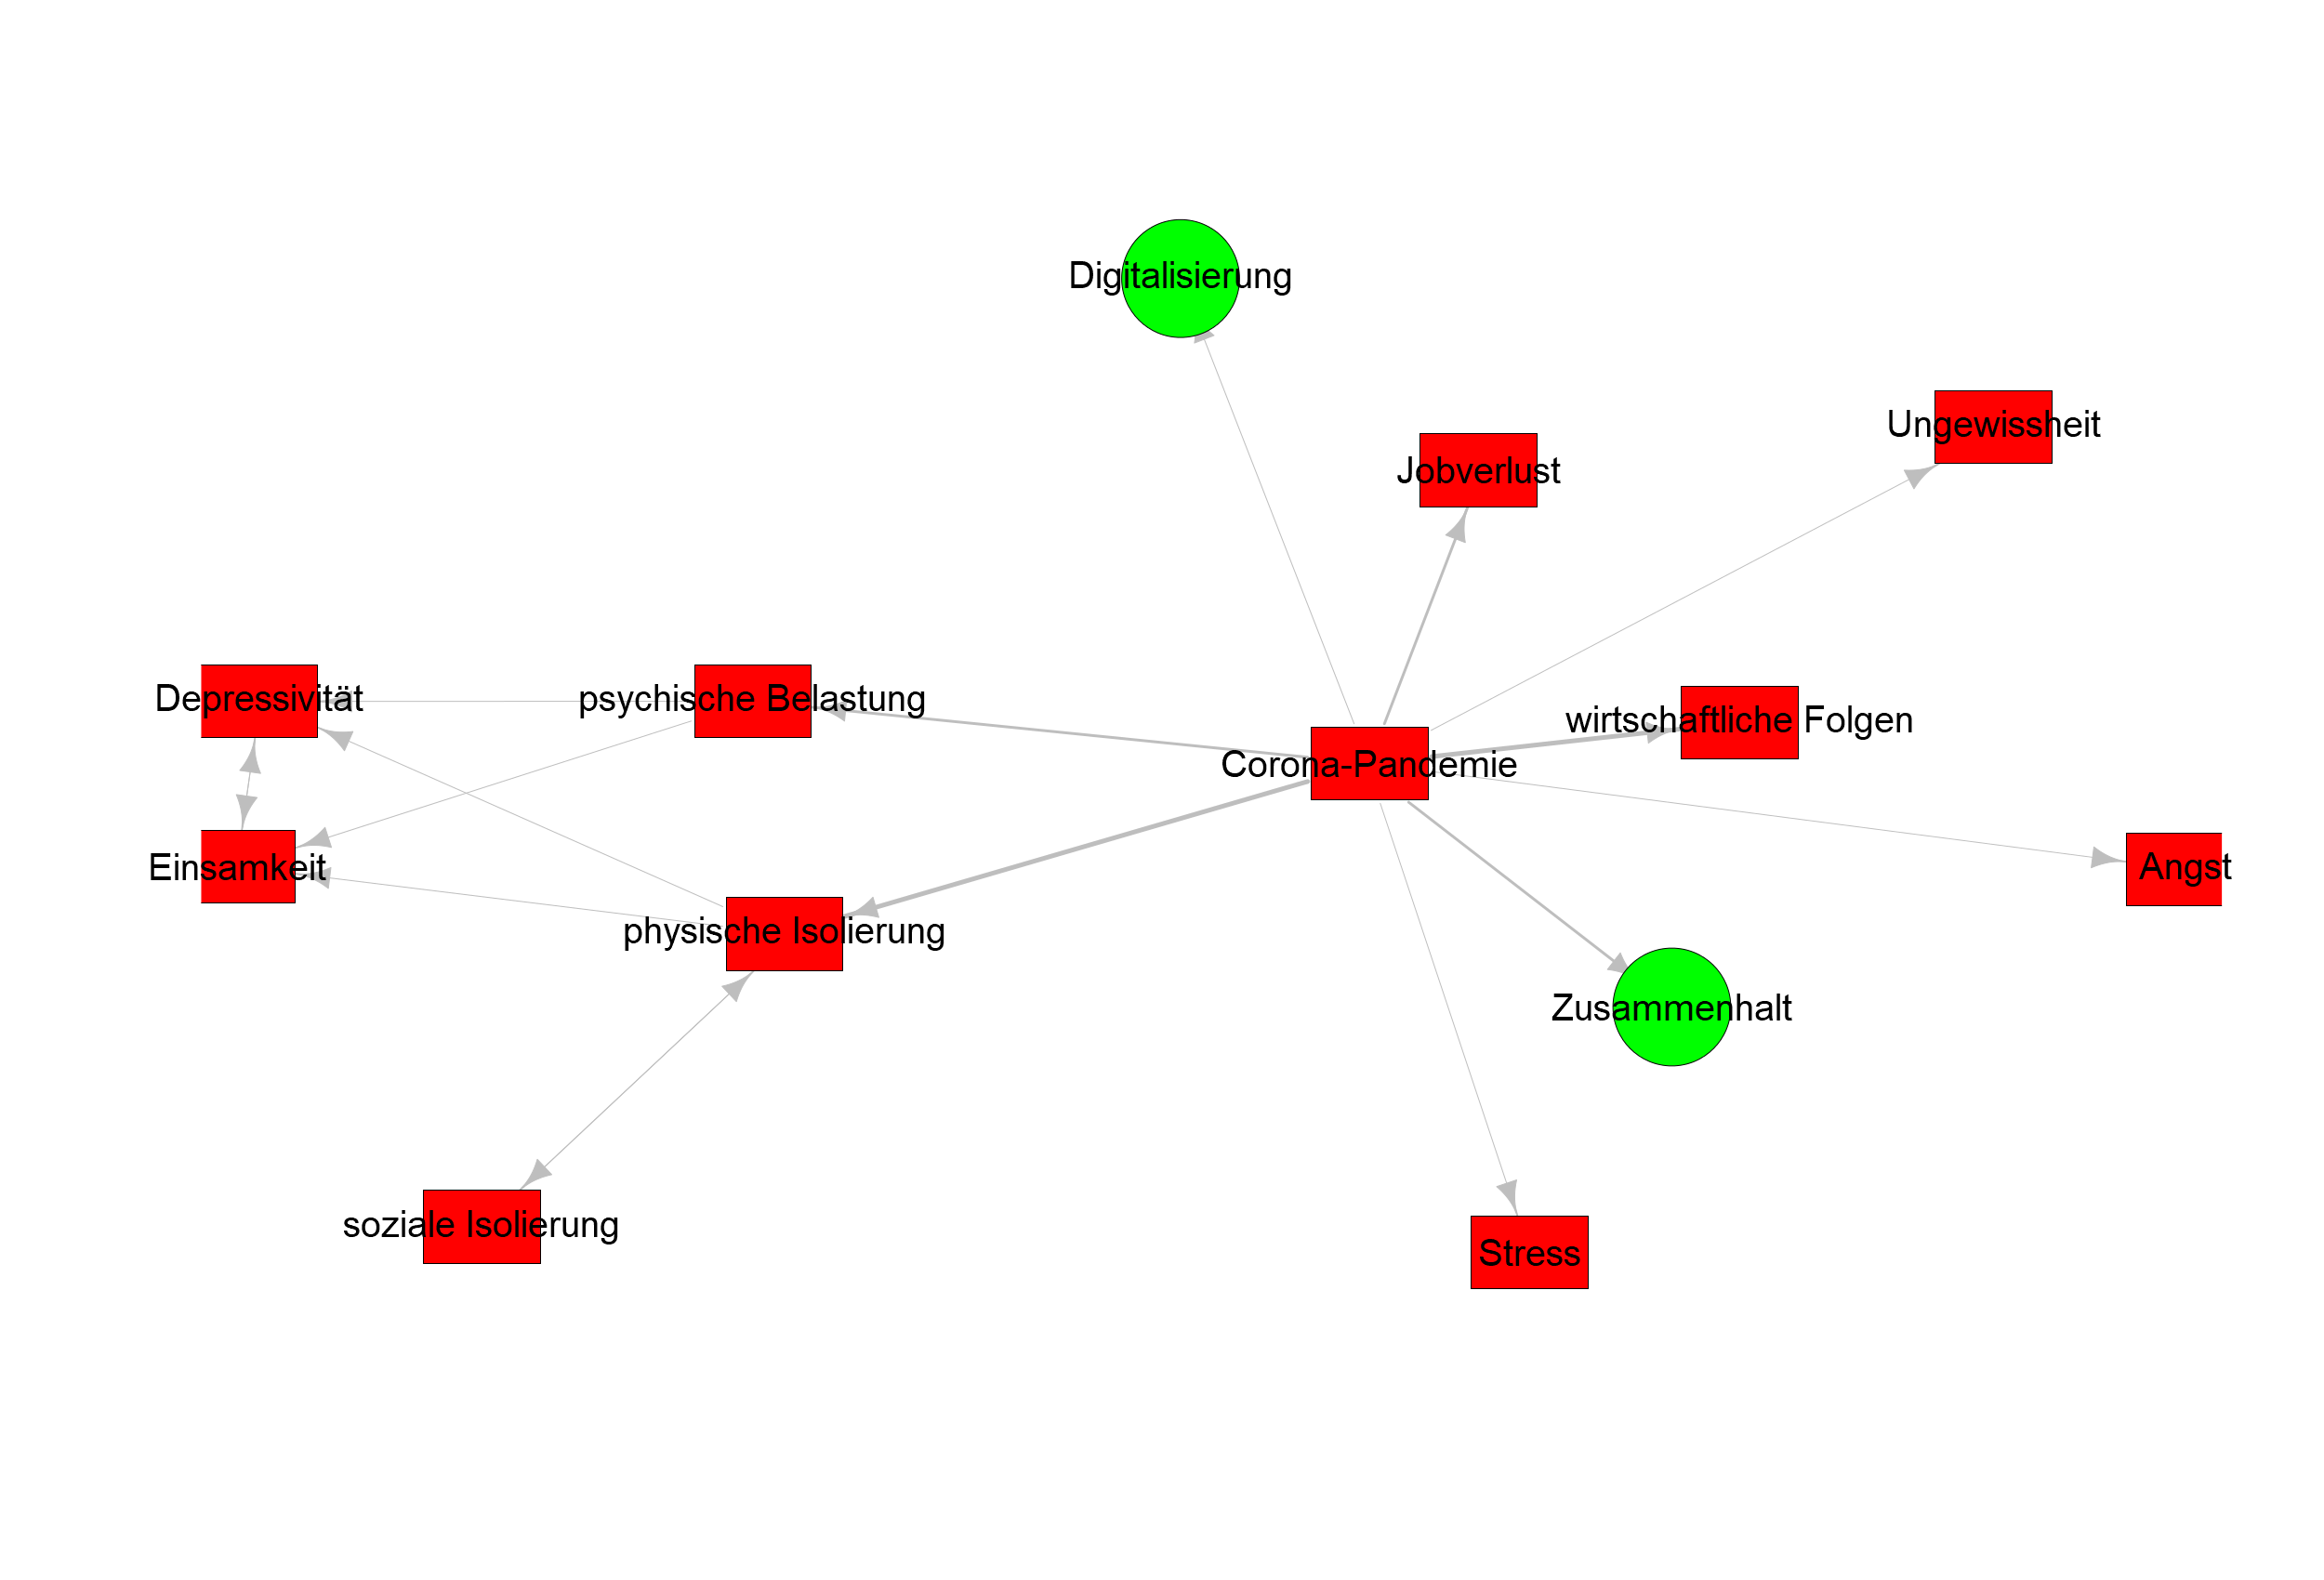 Digitalisierung
Ungewissheit
Jobverlust
Depressivität
psychische Belastung
wirtschaftliche Folgen
Corona-Pandemie
Einsamkeit
Angst
physische Isolierung
Zusammenhalt
soziale Isolierung
Stress